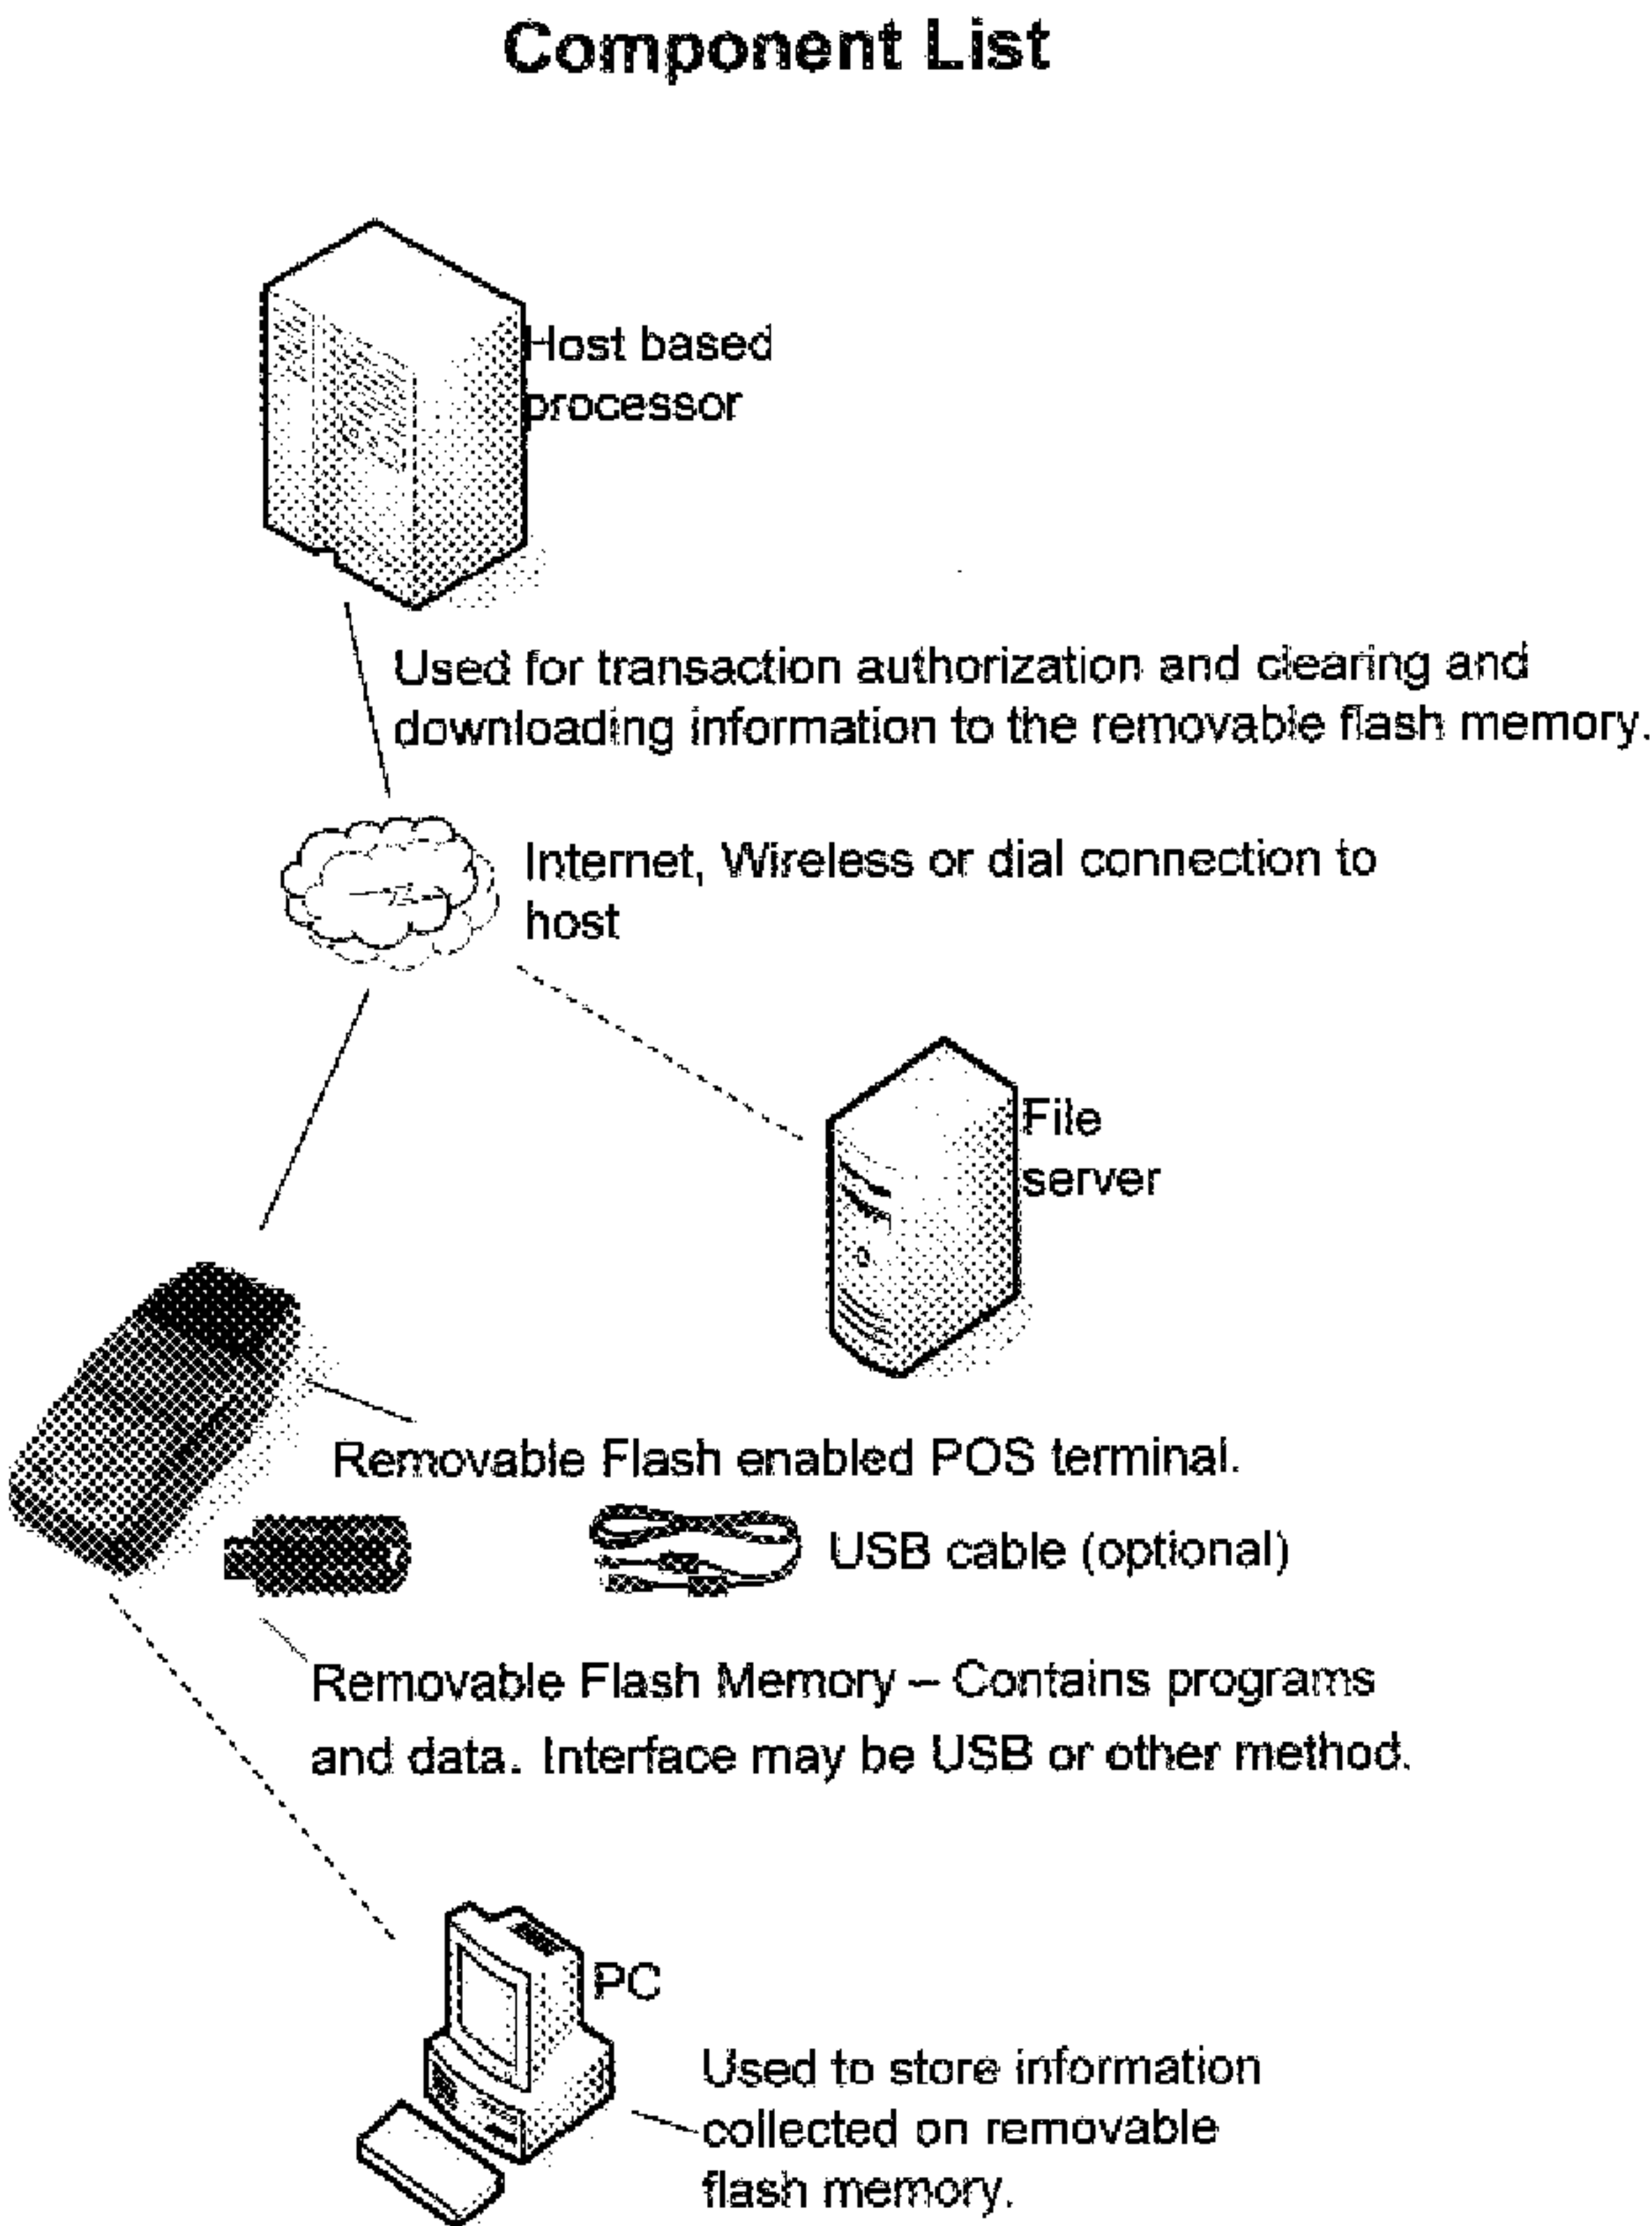 Component List
Host based
processor
Used for transaction authorization and clearing and
downloading information to the removable flash memory.
Internet, Wireless or dial connection to
host
File
server
Removable Flash enabled POS terminal.
USB cable (optional)
Removable Flash Memory – Contains programs
and data. Interface may be USB or other method.
PC
Used to store information
collected on removable
flash memory.